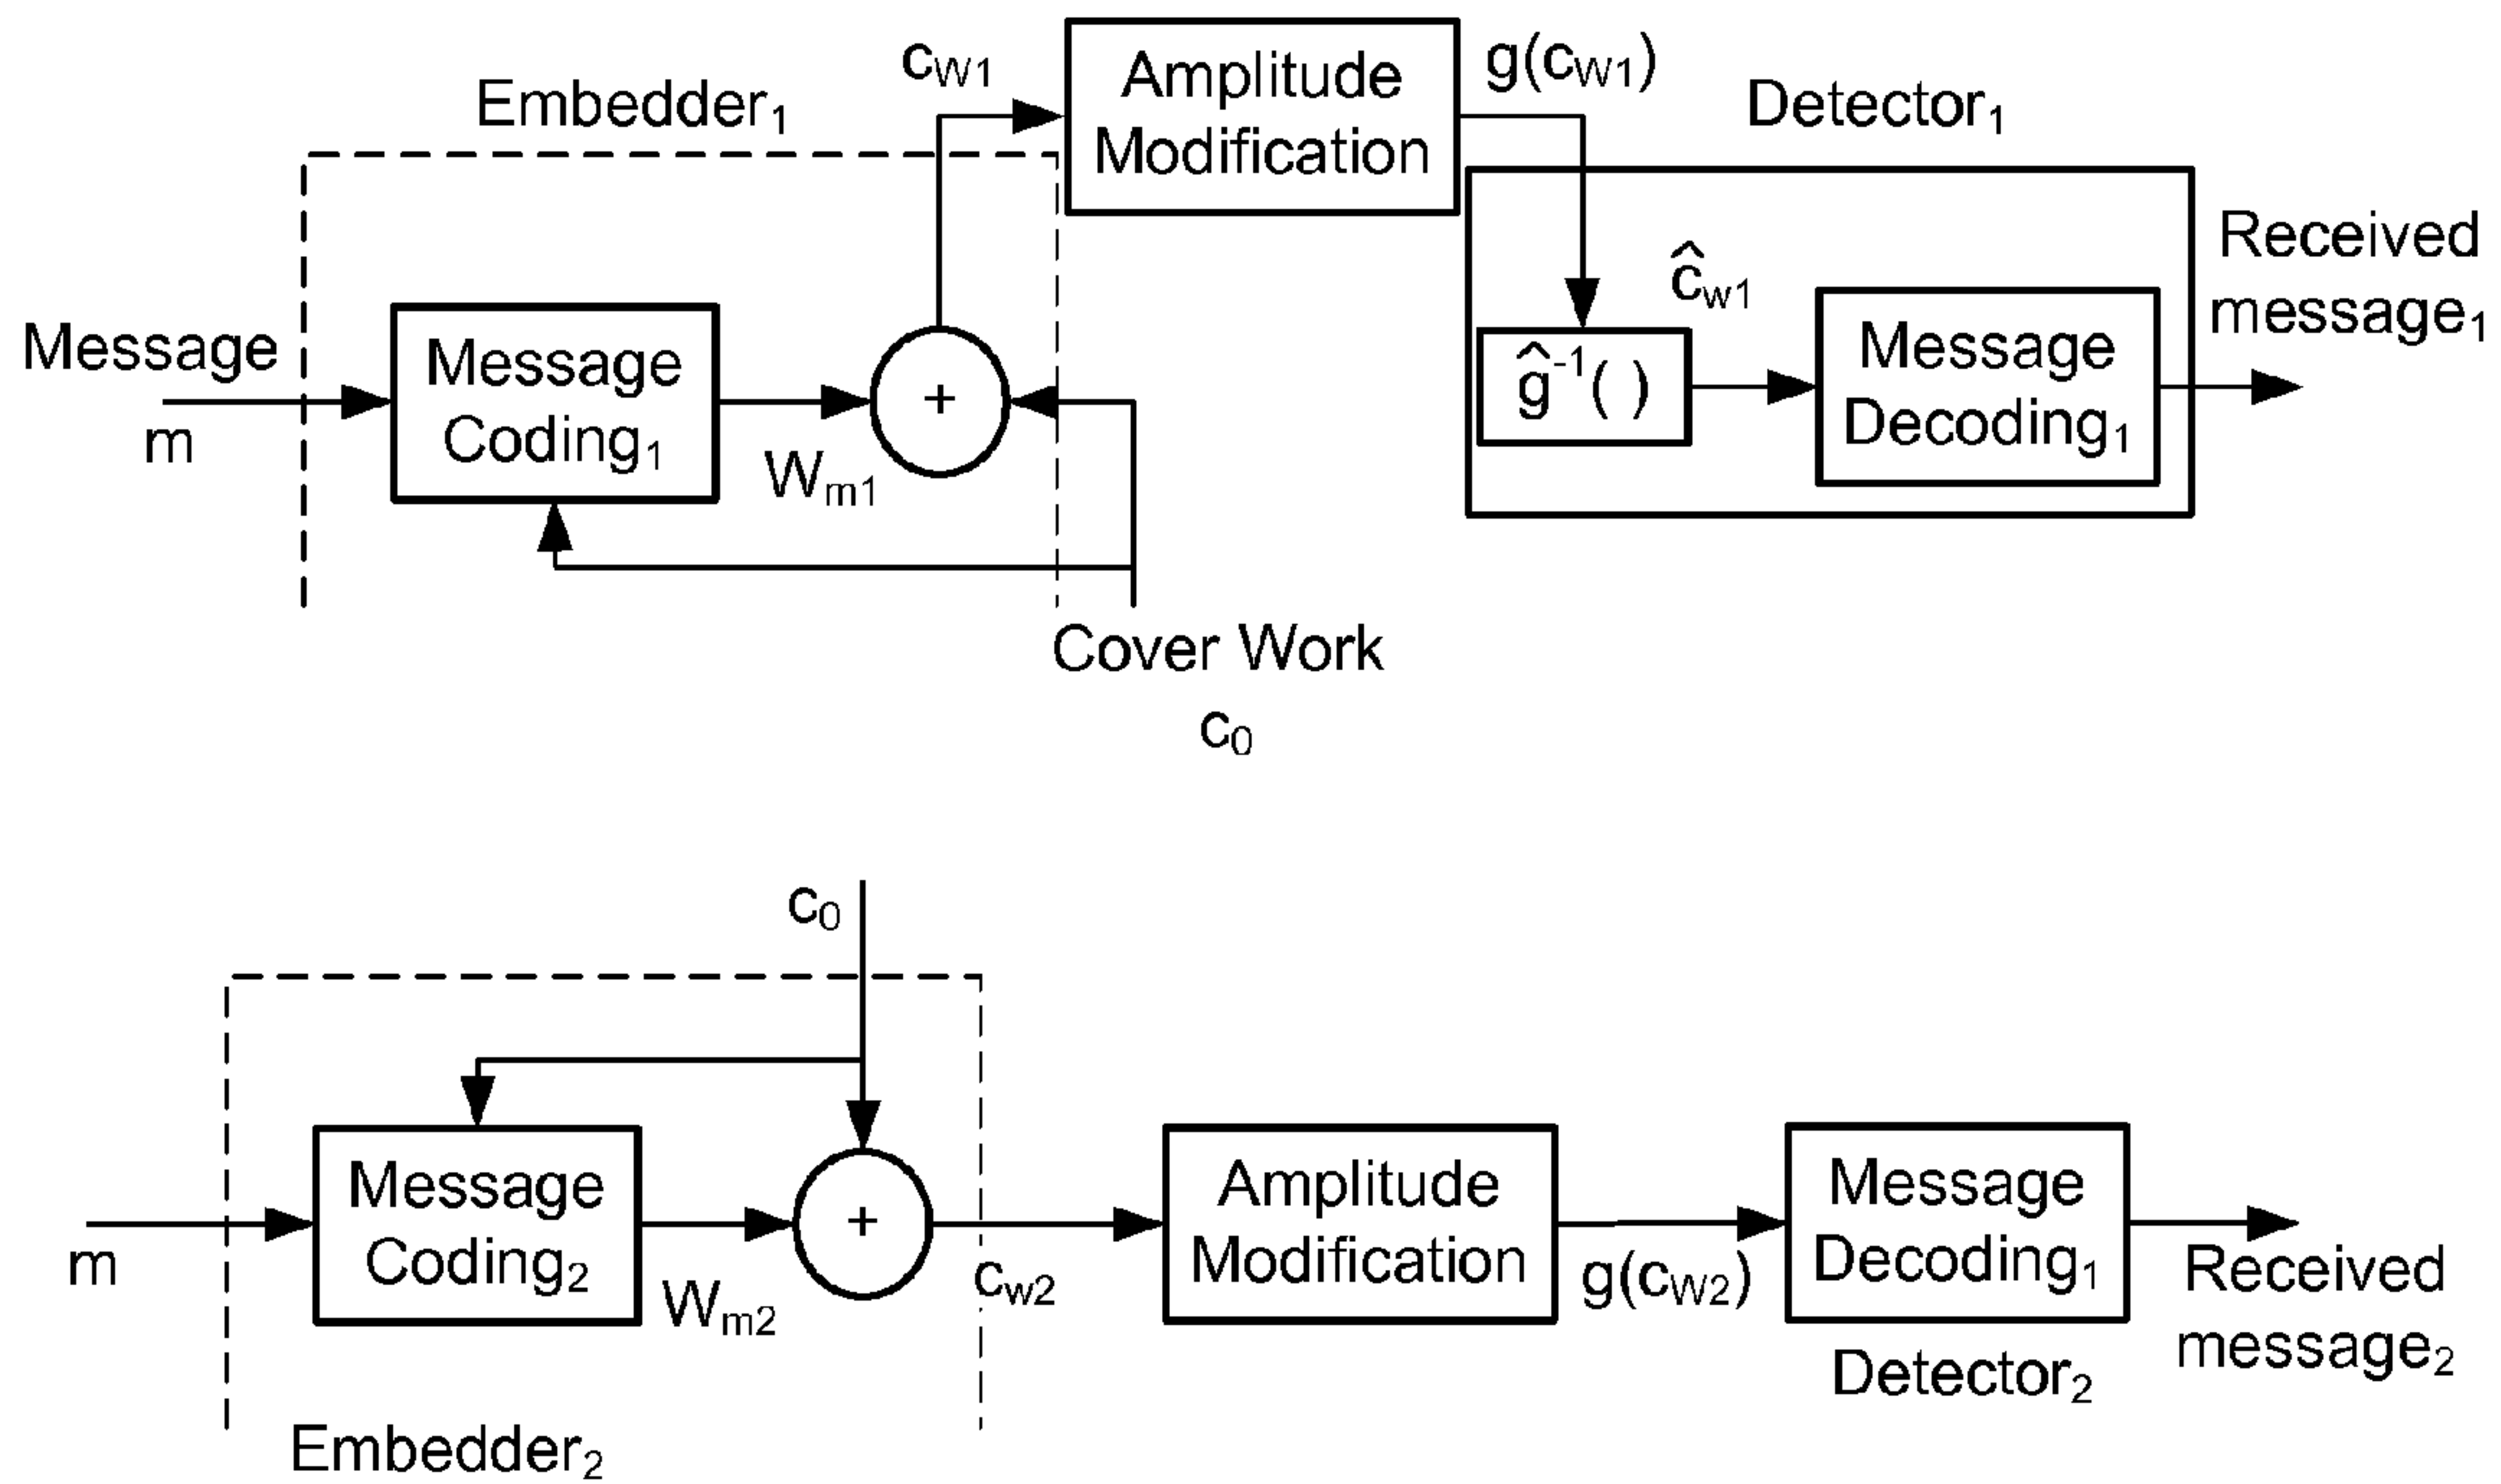 c_W1
Amplitude
Modification
g(c_W1)
Embedder_1
Detector_1
Message
m
Message
Coding_1
W_m1
+
ĉ_w1
ĝ^-1( )
Message
Decoding_1
Received
message_1
Cover Work
c_0
c_0
m
Message
Coding_2
W_m2
+
c_w2
Amplitude
Modification
g(c_W2)
Message
Decoding_1
Received
message_2
Detector_2
Embedder_2